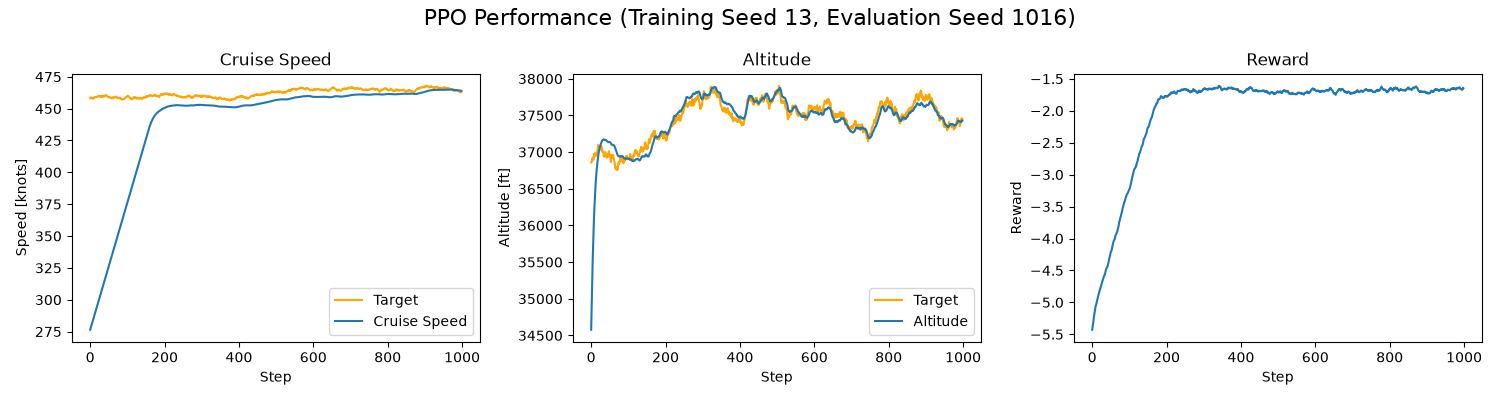 PPO Performance (Training Seed 13, Evaluation Seed 1016)
Cruise Speed
475
450
425
400
375
350
325
300
275
Speed [knots]
0 200 400 600 800 1000
Step
Target
Cruise Speed
Altitude
38000
37500
37000
36500
36000
35500
35000
34500
Altitude [ft]
0 200 400 600 800 1000
Step
Target
Altitude
Reward
−1.5
−2.0
−2.5
−3.0
−3.5
−4.0
−4.5
−5.0
−5.5
Reward
0 200 400 600 800 1000
Step